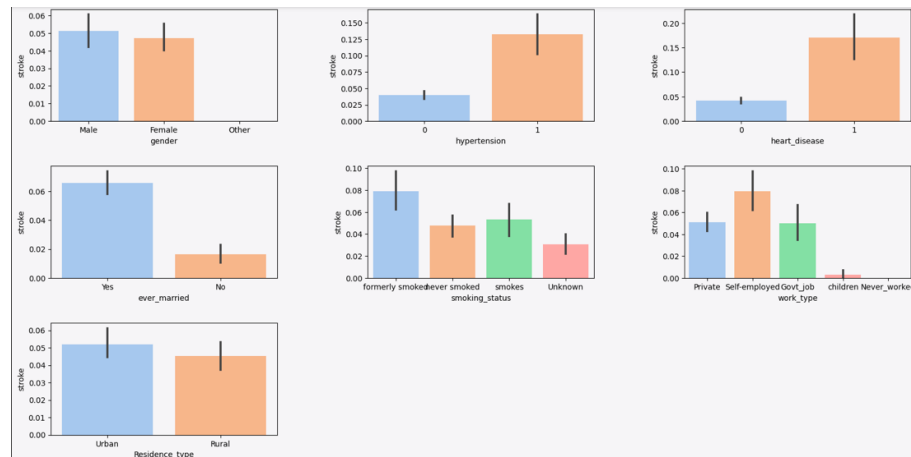 0.06
0.05
0.04
0.03
0.02
0.01
0.00
stroke
Male Female Other
gender
0.150
0.125
0.100
0.075
0.050
0.025
0.000
stroke
0 1
hypertension
0.20
0.15
0.10
0.05
0.00
stroke
0 1
heart_disease
0.06
0.04
0.02
0.00
stroke
Yes No
ever_married
0.10
0.08
0.06
0.04
0.02
0.00
stroke
formerly smoked never smoked smokes Unknown
smoking_status
0.10
0.08
0.06
0.04
0.02
0.00
stroke
Private Self-employed Govt_job children Never_worked
work_type
0.06
0.05
0.04
0.03
0.02
0.01
0.00
stroke
Urban Rural
Residence_type